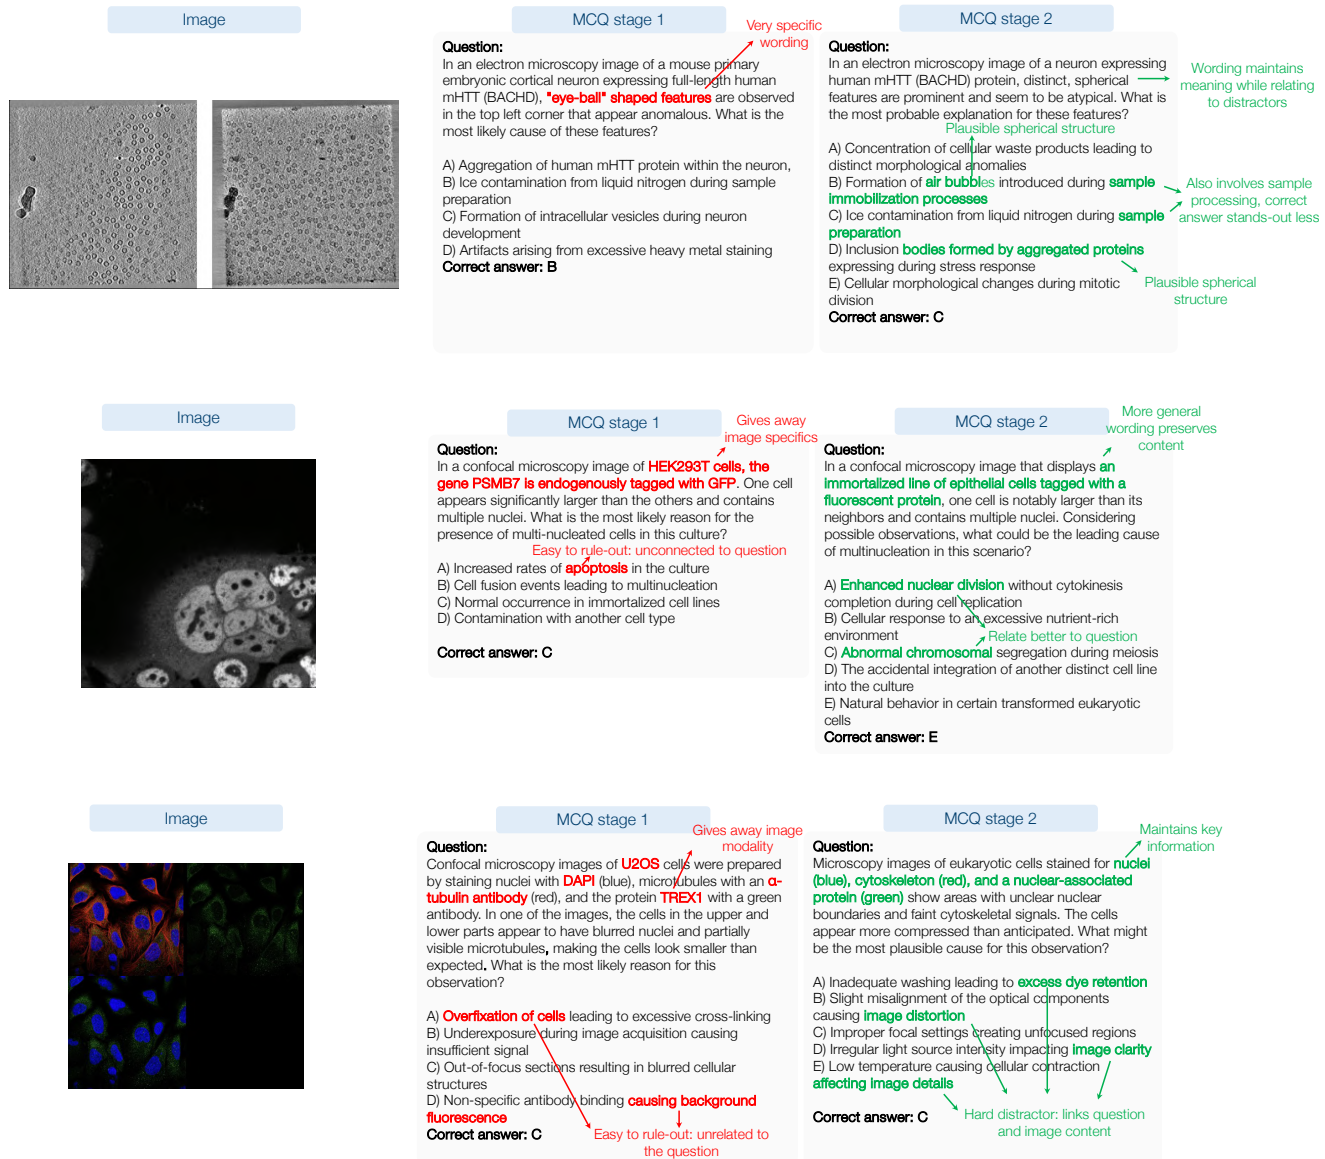 Image
MCQ stage 1
MCQ stage 2
Very specific
wording
Question:
In an electron microscopy image of a mouse primary
embryonic cortical neuron expressing full-length human
mHTT (BACHD), "eye-ball" shaped features are observed
in the top left corner that appear anomalous. What is the
most likely cause of these features?
A) Aggregation of human mHTT protein within the neuron,
B) Ice contamination from liquid nitrogen during sample
preparation
C) Formation of intracellular vesicles during neuron
development
D) Artifacts arising from excessive heavy metal staining
Correct answer: B
Question:
In an electron microscopy image of a neuron expressing
human mHTT (BACHD) protein, distinct, spherical
features are prominent and seem to be atypical. What is
the most probable explanation for these features?
Wording maintains
meaning while relating
to distractors
Plausible spherical structure
A) Concentration of cellular waste products leading to
distinct morphological anomalies
B) Formation of air bubbles introduced during sample
immobilization processes
C) Ice contamination from liquid nitrogen during sample
preparation
D) Inclusion bodies formed by aggregated proteins
expressing during stress response
E) Cellular morphological changes during mitotic
division
Correct answer: C
Also involves sample
processing, correct
answer stands-out less
Plausible spherical
structure
Image
MCQ stage 1
MCQ stage 2
Gives away
image specifics
Question:
In a confocal microscopy image of HEK293T cells, the
gene PSMB7 is endogenously tagged with GFP. One cell
appears significantly larger than the others and contains
multiple nuclei. What is the most likely reason for the
presence of multi-nucleated cells in this culture?
Easy to rule-out: unconnected to question
A) Increased rates of apoptosis in the culture
B) Cell fusion events leading to multinucleation
C) Normal occurrence in immortalized cell lines
D) Contamination with another cell type
Correct answer: C
More general
wording preserves
content
Question:
In a confocal microscopy image that displays an
immortalized line of epithelial cells tagged with a
fluorescent protein, one cell is notably larger than its
neighbors and contains multiple nuclei. Considering
possible observations, what could be the leading cause
of multinucleation in this scenario?
A) Enhanced nuclear division without cytokinesis
completion during cell replication
B) Cellular response to an excessive nutrient-rich
environment
Relate better to question
C) Abnormal chromosomal segregation during meiosis
D) The accidental integration of another distinct cell line
into the culture
E) Natural behavior in certain transformed eukaryotic
cells
Correct answer: E
Image
MCQ stage 1
MCQ stage 2
Gives away image
modality
Question:
Confocal microscopy images of U2OS cells were prepared
by staining nuclei with DAPI (blue), microtubules with an α-
tubulin antibody (red), and the protein TREX1 with a green
antibody. In one of the images, the cells in the upper and
lower parts appear to have blurred nuclei and partially
visible microtubules, making the cells look smaller than
expected. What is the most likely reason for this
observation?
A) Overfixation of cells leading to excessive cross-linking
B) Underexposure during image acquisition causing
insufficient signal
C) Out-of-focus sections resulting in blurred cellular
structures
D) Non-specific antibody binding causing background
fluorescence
Correct answer: C
Easy to rule-out: unrelated to
the question
Maintains key
information
Question:
Microscopy images of eukaryotic cells stained for nuclei
(blue), cytoskeleton (red), and a nuclear-associated
protein (green) show areas with unclear nuclear
boundaries and faint cytoskeletal signals. The cells
appear more compressed than anticipated. What might
be the most plausible cause for this observation?
A) Inadequate washing leading to excess dye retention
B) Slight misalignment of the optical components
causing image distortion
C) Improper focal settings creating unfocused regions
D) Irregular light source intensity impacting image clarity
E) Low temperature causing cellular contraction
affecting image details
Correct answer: C
Hard distractor: links question
and image content